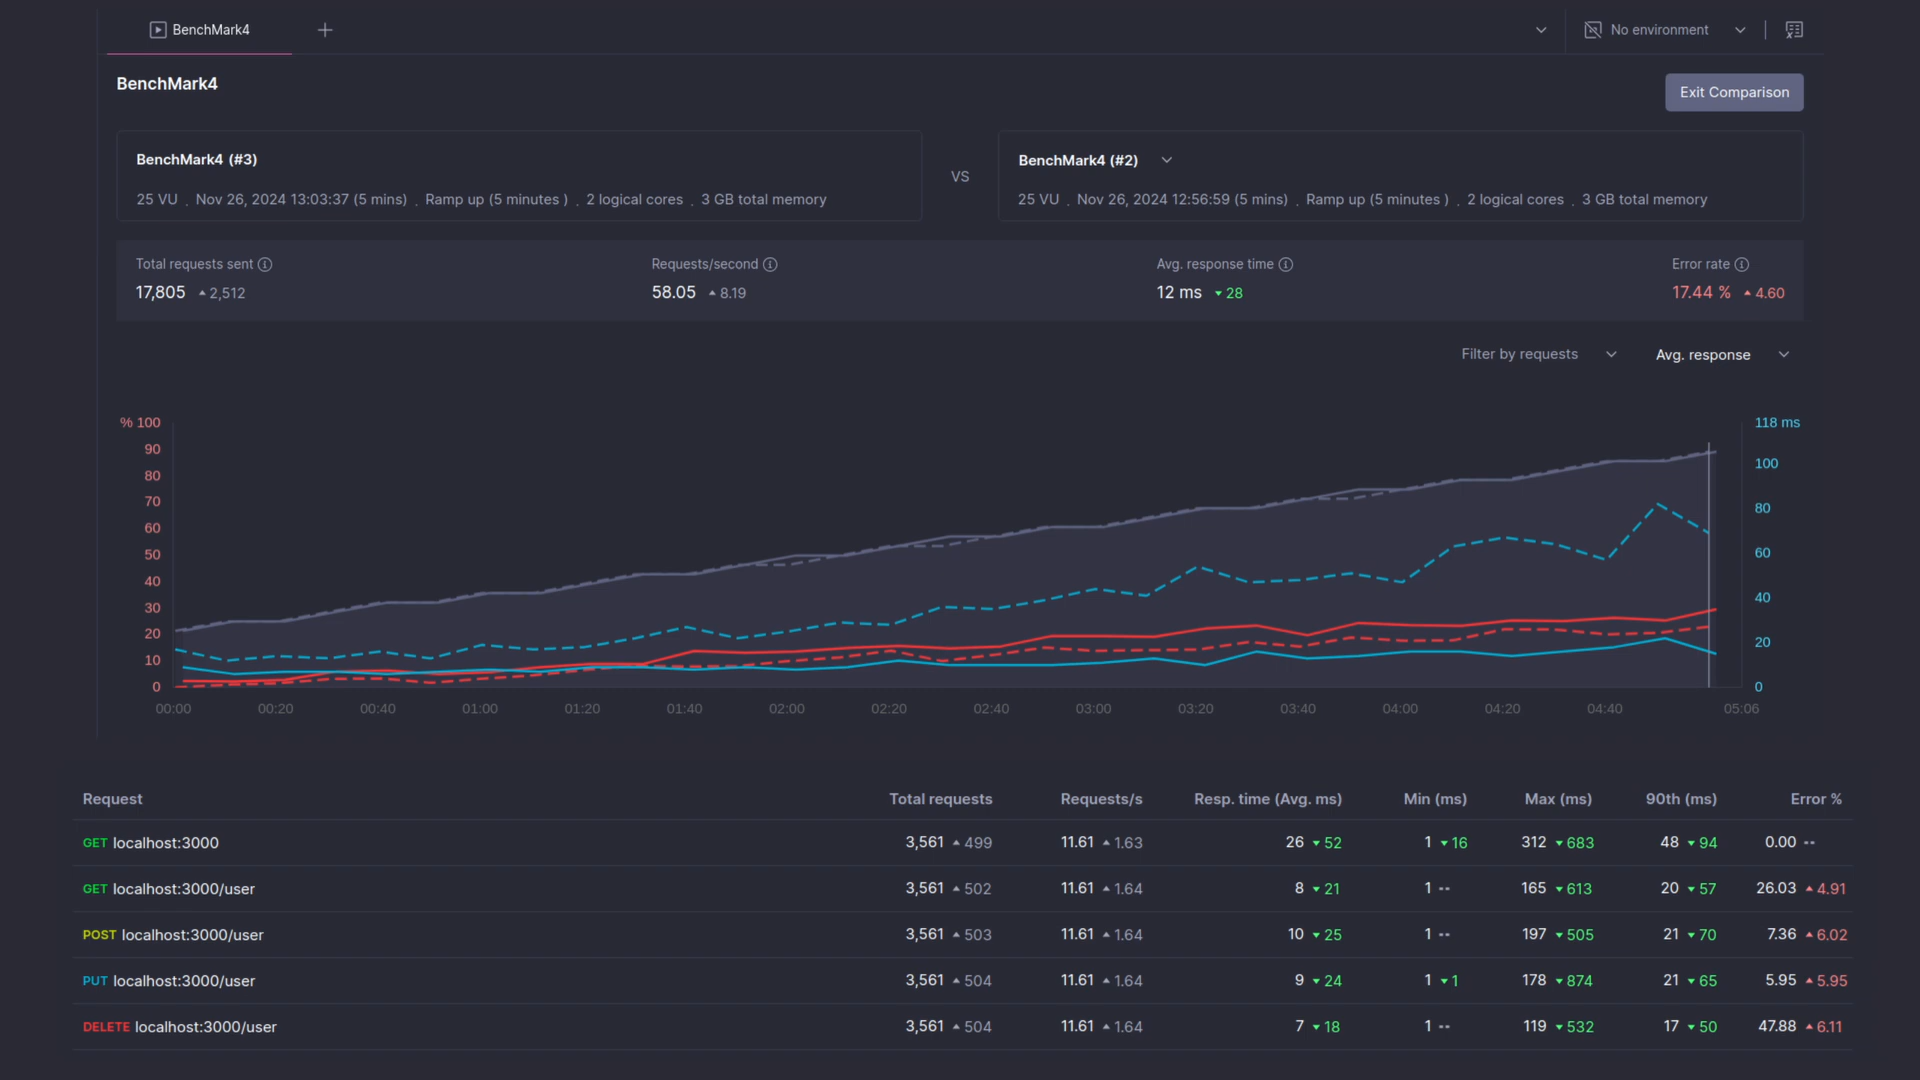 BenchMark4
No environment
BenchMark4
Exit Comparison
BenchMark4 (#3)
25 VU . Nov 26, 2024 13:03:37 (5 mins) . Ramp up (5 minutes ) . 2 logical cores . 3 GB total memory
VS
BenchMark4 (#2)
25 VU . Nov 26, 2024 12:56:59 (5 mins) . Ramp up (5 minutes ) . 2 logical cores . 3 GB total memory
Total requests sent Requests/second Avg. response time Error rate
17,805 ▲ 2,512 58.05 ▲ 8.19 12 ms ▼ 28 17.44 % ▲ 4.60
Filter by requests Avg. response
% 100 118 ms
90
80
70
60
50
40
30
20
10
0
100
80
60
40
20
0
00:00 00:20 00:40 01:00 01:20 01:40 02:00 02:20 02:40 03:00 03:20 03:40 04:00 04:20 04:40 05:06
Request Total requests Requests/s Resp. time (Avg. ms) Min (ms) Max (ms) 90th (ms) Error %
GET localhost:3000 3,561 ▲ 499 11.61 ▲ 1.63 26 ▼ 52 1 ▼ 16 312 ▼ 683 48 ▼ 94 0.00 --
GET localhost:3000/user 3,561 ▲ 502 11.61 ▲ 1.64 8 ▼ 21 1 -- 165 ▼ 613 20 ▼ 57 26.03 ▲ 4.91
POST localhost:3000/user 3,561 ▲ 503 11.61 ▲ 1.64 10 ▼ 25 1 -- 197 ▼ 505 21 ▼ 70 7.36 ▲ 6.02
PUT localhost:3000/user 3,561 ▲ 504 11.61 ▲ 1.64 9 ▼ 24 1 ▼ 1 178 ▼ 874 21 ▼ 65 5.95 ▲ 5.95
DELETE localhost:3000/user 3,561 ▲ 504 11.61 ▲ 1.64 7 ▼ 18 1 -- 119 ▼ 532 17 ▼ 50 47.88 ▲ 6.11